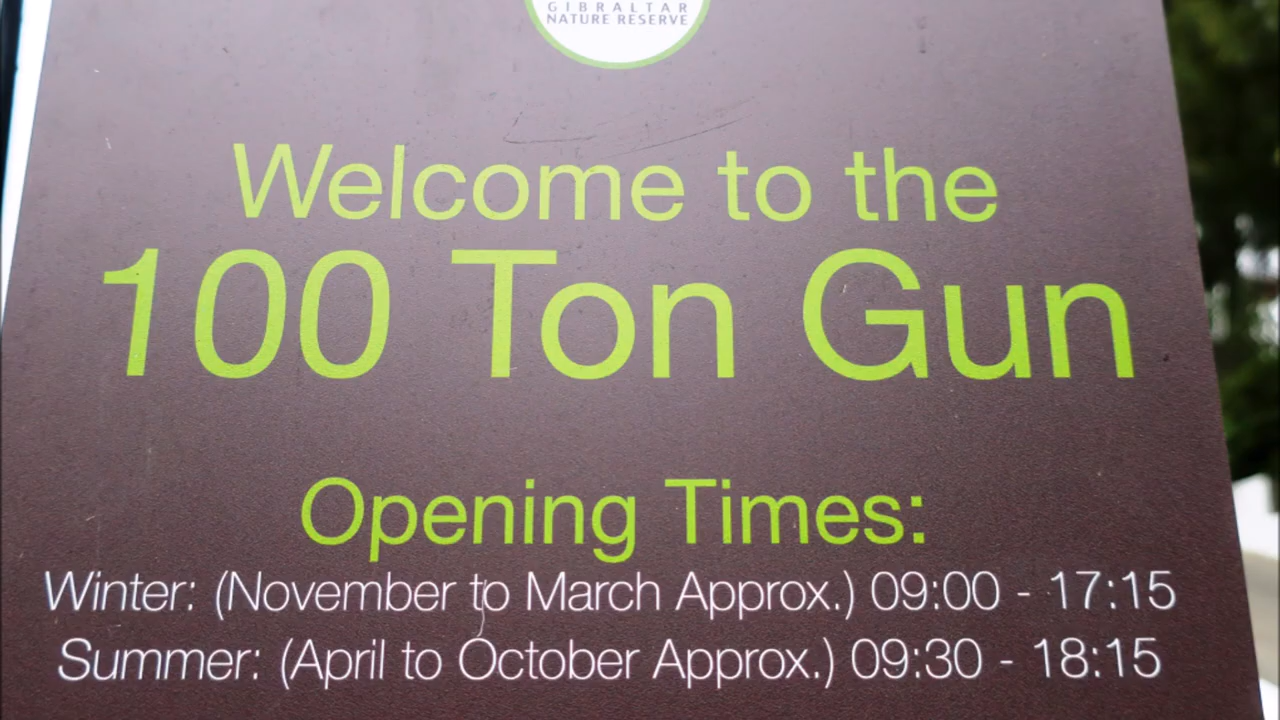 GIBRALTAR
NATURE RESERVE
Welcome to the
100 Ton Gun
Opening Times:
Winter: (November to March Approx.) 09:00 - 17:15
Summer: (April to October Approx.) 09:30 - 18:15